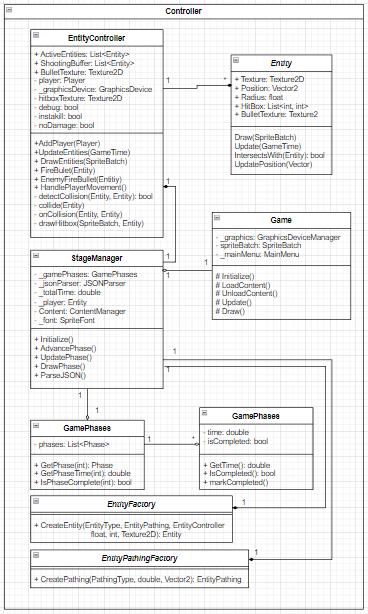 Controller
EntityController
+ ActiveEntities: List<Entity>
+ ShootingBuffer: List<Entity>
+ BulletTexture: Texture2D
- player: Player
- _graphicsDevice: GraphicsDevice
- hitboxTexture: Texture2D
- debug: bool
- instakill: bool
- noDamage: bool
+AddPlayer(Player)
+UpdateEntities(GameTime)
+ DrawEntities(SpriteBatch)
+ FireBulet(Entity)
+ EnemyFireBullet(Entitiy)
+ HandlePlayerMovement()
- detectCollision(Entity, Entity): bool
- collide(Entity)
- onCollision(Entity, Entity)
- drawHitbox(SpriteBatch, Entity)
1
*
Entity
+ Texture: Texture2D
+ Position: Vector2
+ Radius: float
+ HitBox: List<int, int>
+ BulletTexture: Texture2
Draw(SpriteBatch)
Update(GameTime)
IntersectsWith(Entity): bool
UpdatePosition(Vector)
1
1
StageManager
- _gamePhases: GamePhases
- _jsonParser: JSONParser
- _totalTime: double
- _player: Entity
- Content: ContentManager
- _font: SpriteFont
+ Initialize()
+ AdvancePhase()
+ UpdatePhase()
+ DrawPhase()
+ ParseJSON()
1
1
Game
- _graphics: GraphicsDeviceManager
- spriteBatch: SpriteBatch
- _mainMenu: MainMenu
# Initialize()
# LoadContent()
# UnloadContent()
# Update()
# Draw()
1
1
1
1
GamePhases
- phases: List<Phase>
+ GetPhase(int): Phase
+ GetPhaseTime(int): double
+ IsPhaseComplete(int): bool
1
*
GamePhases
- time: double
- isCompleted: bool
+ GetTime(): double
+ IsCompleted(): bool
+ markCompleted()
EntityFactory
+ CreateEntity(EntityType, EntityPathing, EntityController
float, int, Texture2D): Entity
1
EntityPathingFactory
+ CreatePathing(PathingType, double, Vector2): EntityPathing
1